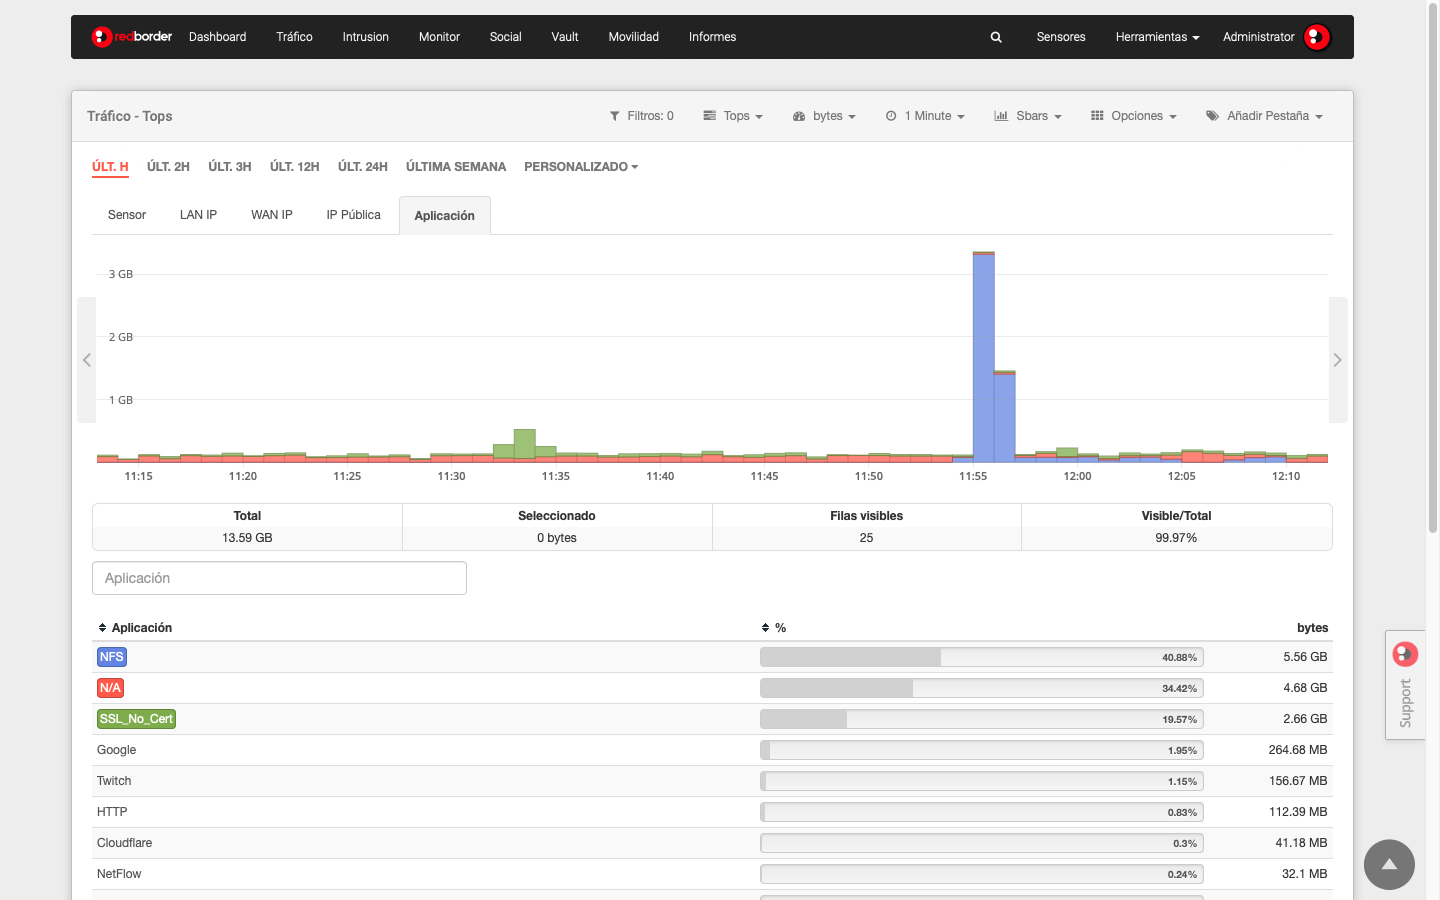 redborder Dashboard Tráfico Intrusion Monitor Social Vault Movilidad Informes Sensores Herramientas Administrator
Tráfico - Tops Filtros: 0 Tops bytes 1 Minute Sbars Opciones Añadir Pestaña
ÚLT. H ÚLT. 2H ÚLT. 3H ÚLT. 12H ÚLT. 24H ÚLTIMA SEMANA PERSONALIZADO
Sensor LAN IP WAN IP IP Pública Aplicación
3 GB
2 GB
1 GB
11:15 11:20 11:25 11:30 11:35 11:40 11:45 11:50 11:55 12:00 12:05 12:10
Total Seleccionado Filas visibles Visible/Total
13.59 GB 0 bytes 25 99.97%
Aplicación
Aplicación % bytes
NFS 40.88% 5.56 GB
N/A 34.42% 4.68 GB
SSL_No_Cert 19.57% 2.66 GB
Google 1.95% 264.68 MB
Twitch 1.15% 156.67 MB
HTTP 0.83% 112.39 MB
Cloudflare 0.3% 41.18 MB
NetFlow 0.24% 32.1 MB
Support